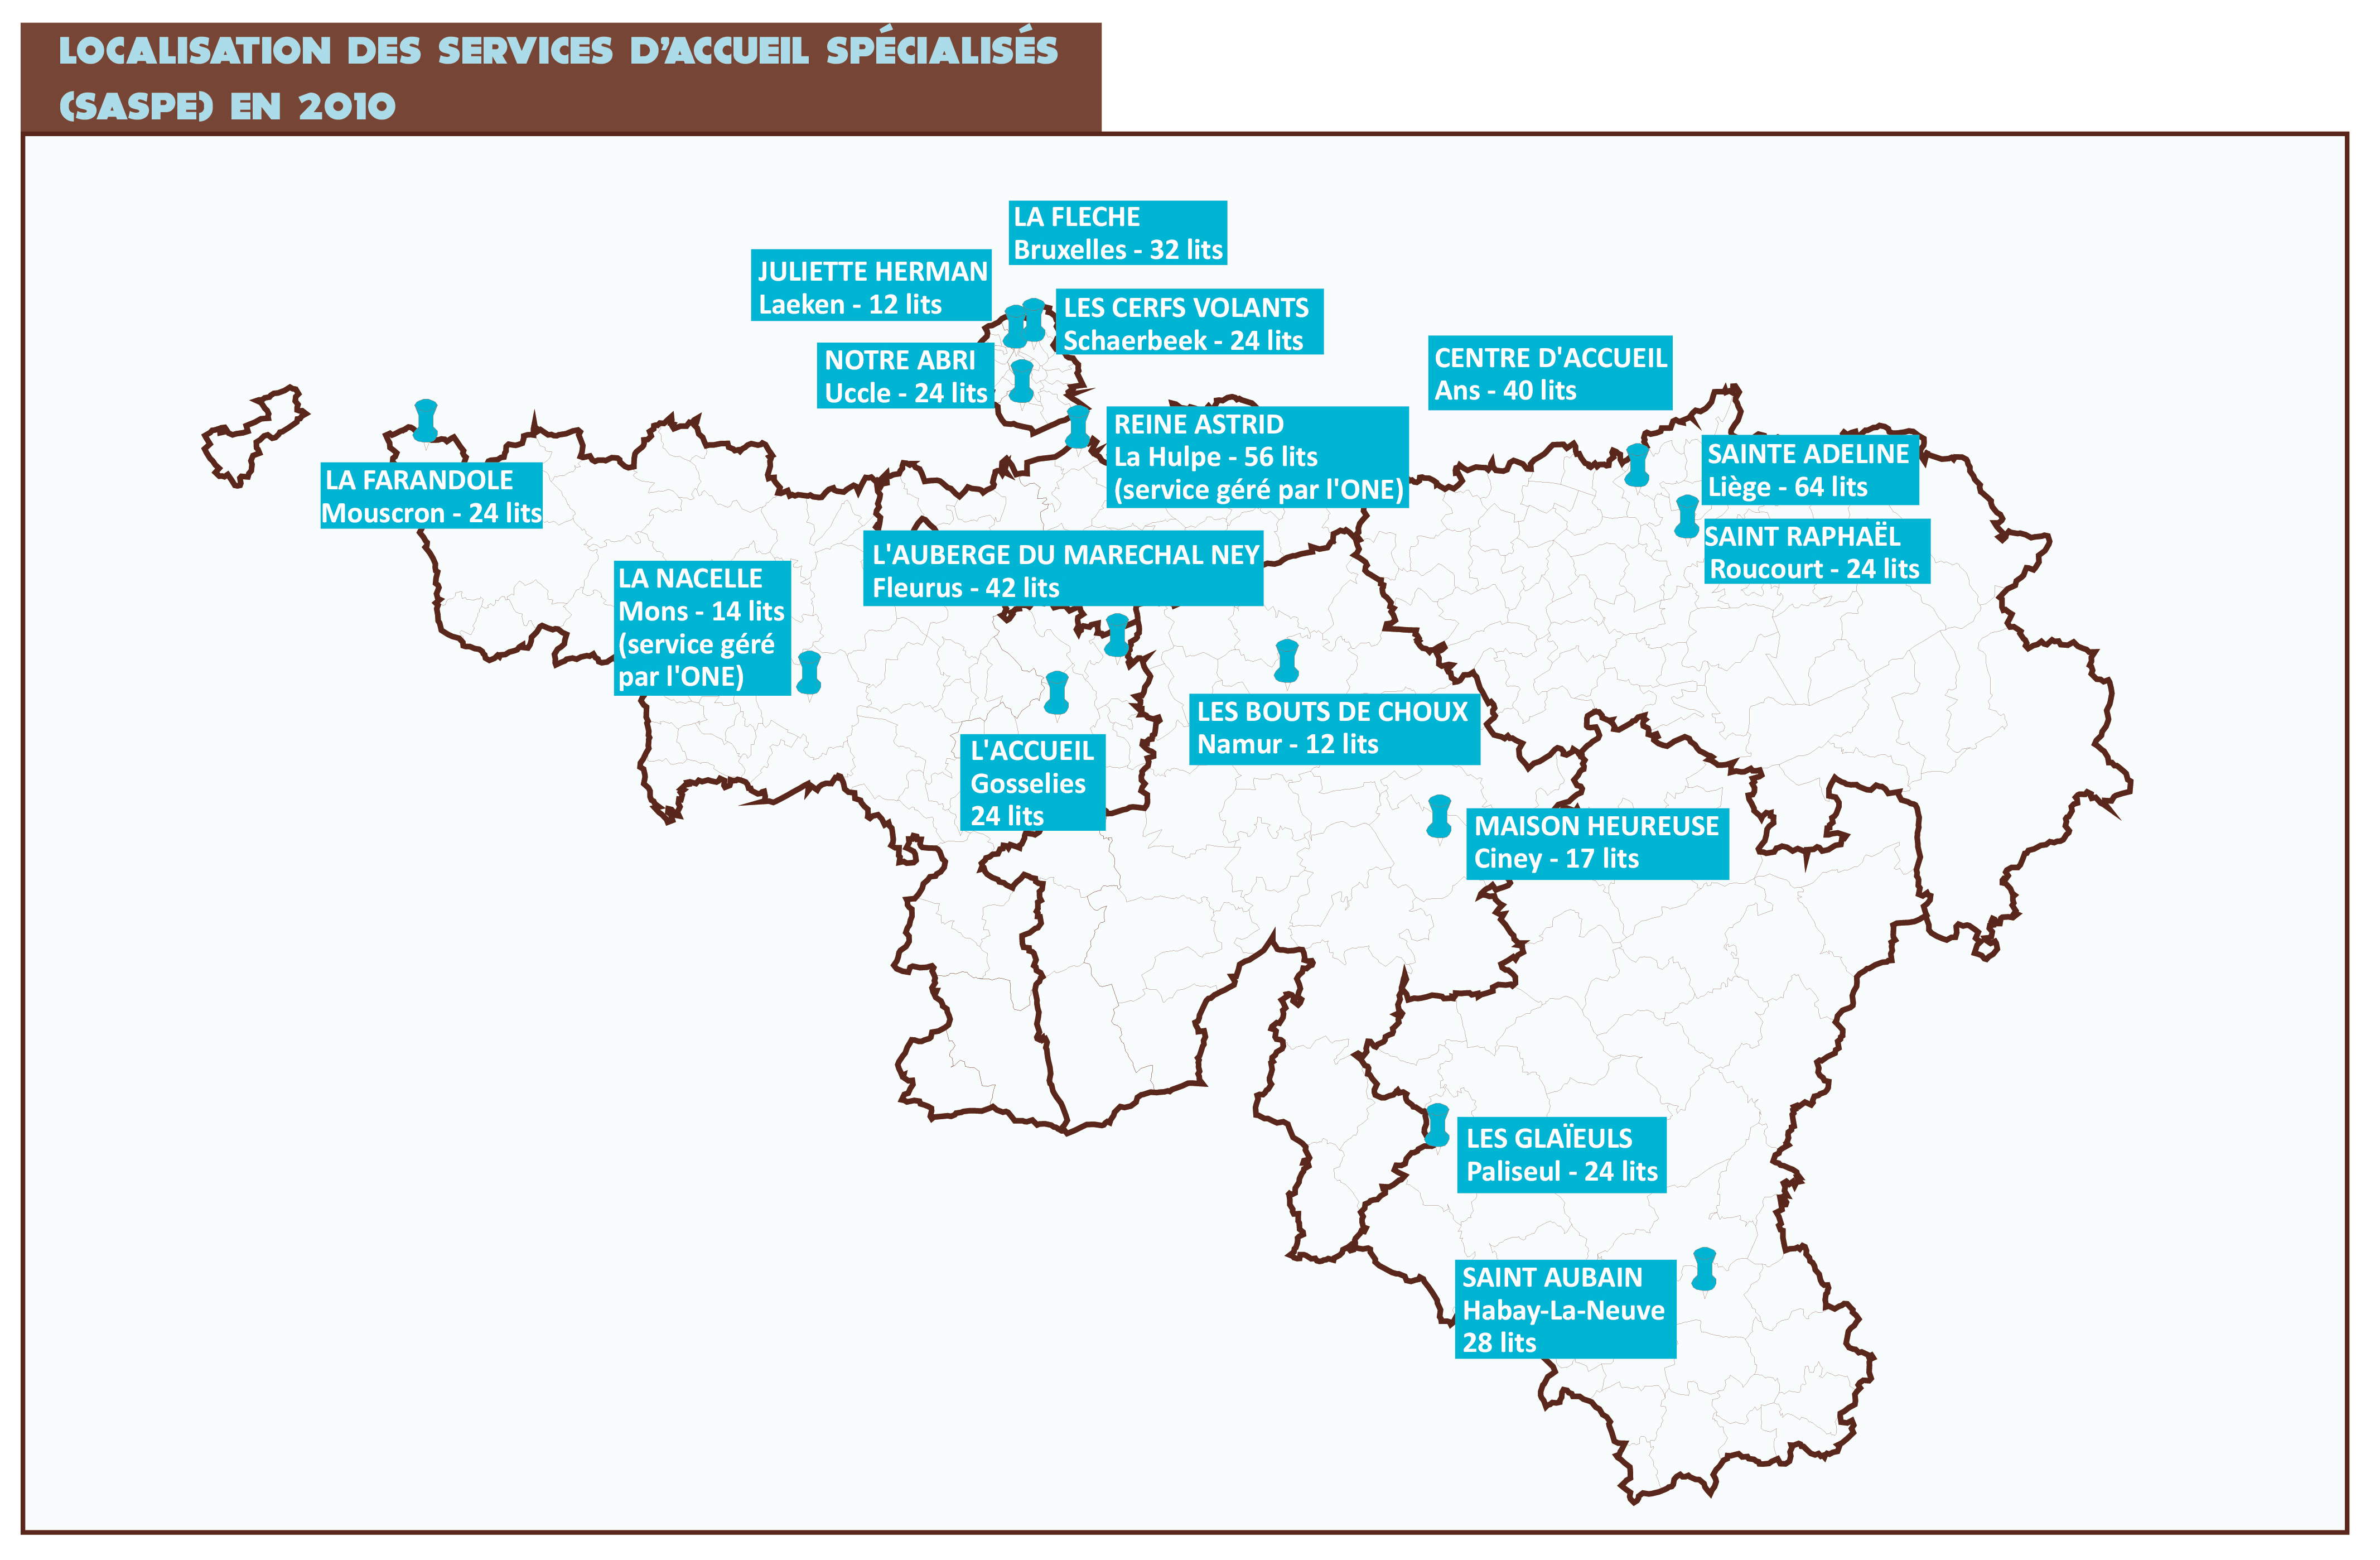 LOCALISATION DES SERVICES D'ACCUEIL SPÉCIALISÉS
(SASPE) EN 2010
LA FLECHE
Bruxelles - 32 lits
JULIETTE HERMAN
Laeken - 12 lits
LES CERFS VOLANTS
Schaerbeek - 24 lits
NOTRE ABRI
Uccle - 24 lits
CENTRE D'ACCUEIL
Ans - 40 lits
REINE ASTRID
La Hulpe - 56 lits
(service géré par l'ONE)
SAINTE ADELINE
Liège - 64 lits
LA FARANDOLE
Mouscron - 24 lits
SAINT RAPHAËL
Roucourt - 24 lits
L'AUBERGE DU MARECHAL NEY
Fleurus - 42 lits
LA NACELLE
Mons - 14 lits
(service géré
par l'ONE)
LES BOUTS DE CHOUX
Namur - 12 lits
L'ACCUEIL
Gosselies
24 lits
MAISON HEUREUSE
Ciney - 17 lits
LES GLAÏEULS
Paliseul - 24 lits
SAINT AUBAIN
Habay-La-Neuve
28 lits